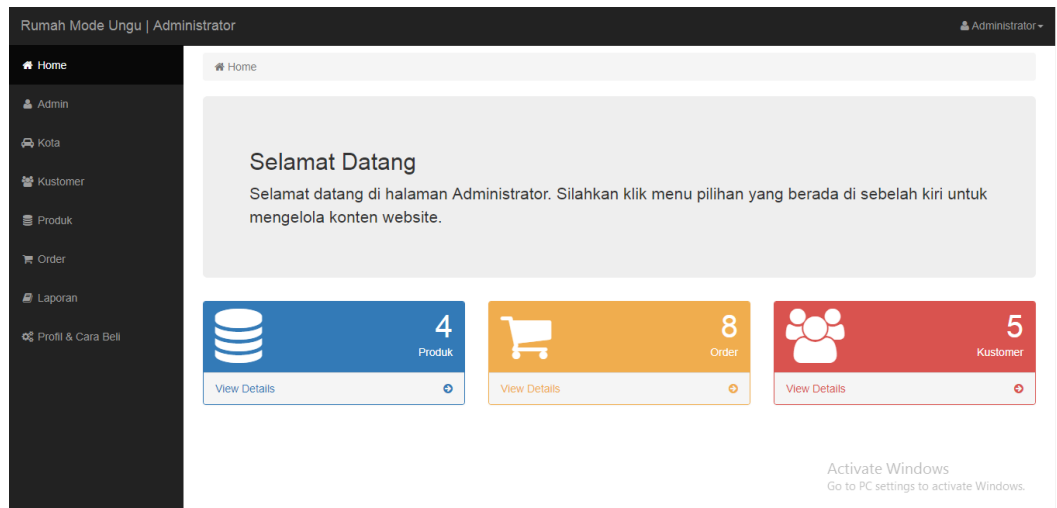 Rumah Mode Ungu | Administrator
Administrator
Home
Admin
Kota
Kustomer
Produk
Order
Laporan
Profil & Cara Beli
Home
Selamat Datang
Selamat datang di halaman Administrator. Silahkan klik menu pilihan yang berada di sebelah kiri untuk
mengelola konten website.
4
Produk
View Details
8
Order
View Details
5
Kustomer
View Details
Activate Windows
Go to PC settings to activate Windows.